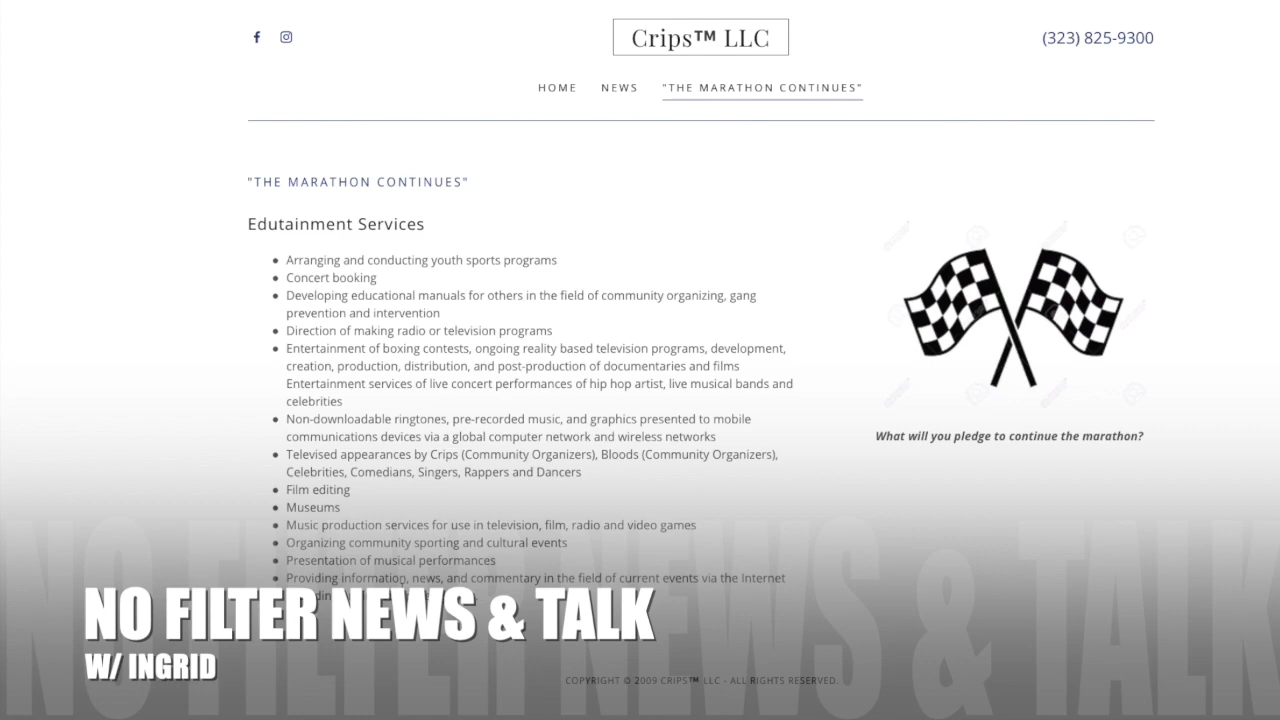 Crips™ LLC
(323) 825-9300
HOME NEWS "THE MARATHON CONTINUES"
"THE MARATHON CONTINUES"
Edutainment Services
Arranging and conducting youth sports programs
Concert booking
Developing educational manuals for others in the field of community organizing, gang
prevention and intervention
Direction of making radio or television programs
Entertainment of boxing contests, ongoing reality based television programs, development,
creation, production, distribution, and post-production of documentaries and films
Entertainment services of live concert performances of hip hop artist, live musical bands and
celebrities
Non-downloadable ringtones, pre-recorded music, and graphics presented to mobile
communications devices via a global computer network and wireless networks
Televised appearances by Crips (Community Organizers), Bloods (Community Organizers),
Celebrities, Comedians, Singers, Rappers and Dancers
Film editing
Museums
Music production services for use in television, film, radio and video games
Organizing community sporting and cultural events
Presentation of musical performances
Providing information, news, and commentary in the field of current events via the Internet
What will you pledge to continue the marathon?
NO FILTER NEWS & TALK
NO FILTER NEWS & TALK
W/ INGRID
COPYRIGHT © 2009 CRIPS™ LLC - ALL RIGHTS RESERVED.